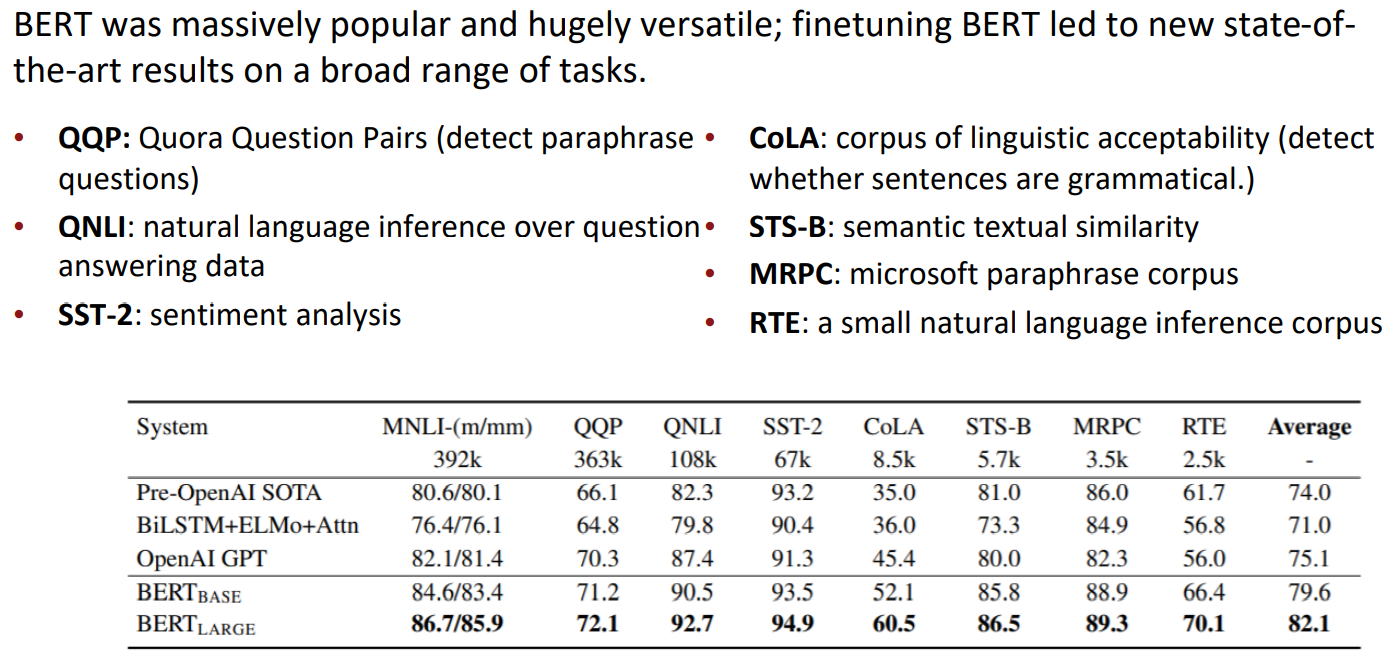 BERT was massively popular and hugely versatile; finetuning BERT led to new state-of-
the-art results on a broad range of tasks.
• QQP: Quora Question Pairs (detect paraphrase
questions)
• QNLI: natural language inference over question
answering data
• SST-2: sentiment analysis
• CoLA: corpus of linguistic acceptability (detect
whether sentences are grammatical.)
• STS-B: semantic textual similarity
• MRPC: microsoft paraphrase corpus
• RTE: a small natural language inference corpus
System MNLI-(m/mm) QQP QNLI SST-2 CoLA STS-B MRPC RTE Average
392k 363k 108k 67k 8.5k 5.7k 3.5k 2.5k -
Pre-OpenAI SOTA 80.6/80.1 66.1 82.3 93.2 35.0 81.0 86.0 61.7 74.0
BiLSTM+ELMo+Attn 76.4/76.1 64.8 79.8 90.4 36.0 73.3 84.9 56.8 71.0
OpenAI GPT 82.1/81.4 70.3 87.4 91.3 45.4 80.0 82.3 56.0 75.1
BERTBASE 84.6/83.4 71.2 90.5 93.5 52.1 85.8 88.9 66.4 79.6
BERTLARGE 86.7/85.9 72.1 92.7 94.9 60.5 86.5 89.3 70.1 82.1